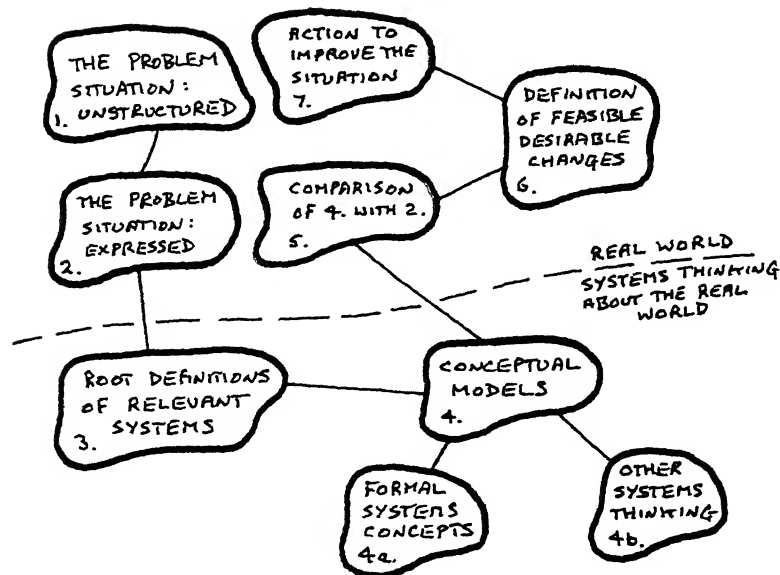 THE PROBLEM
SITUATION:
1. UNSTRUCTURED
THE PROBLEM
SITUATION:
EXPRESSED
2.
ROOT DEFINITIONS
OF RELEVANT
SYSTEMS
3.
CONCEPTUAL
MODELS
4.
FORMAL
SYSTEMS
CONCEPTS
4a.
OTHER
SYSTEMS
THINKING
4b.
COMPARISON
OF 4. WITH 2.
5.
DEFINITION
OF FEASIBLE
DESIRABLE
CHANGES
6.
ACTION TO
IMPROVE THE
SITUATION
7.
REAL WORLD
SYSTEMS THINKING
ABOUT THE REAL
WORLD